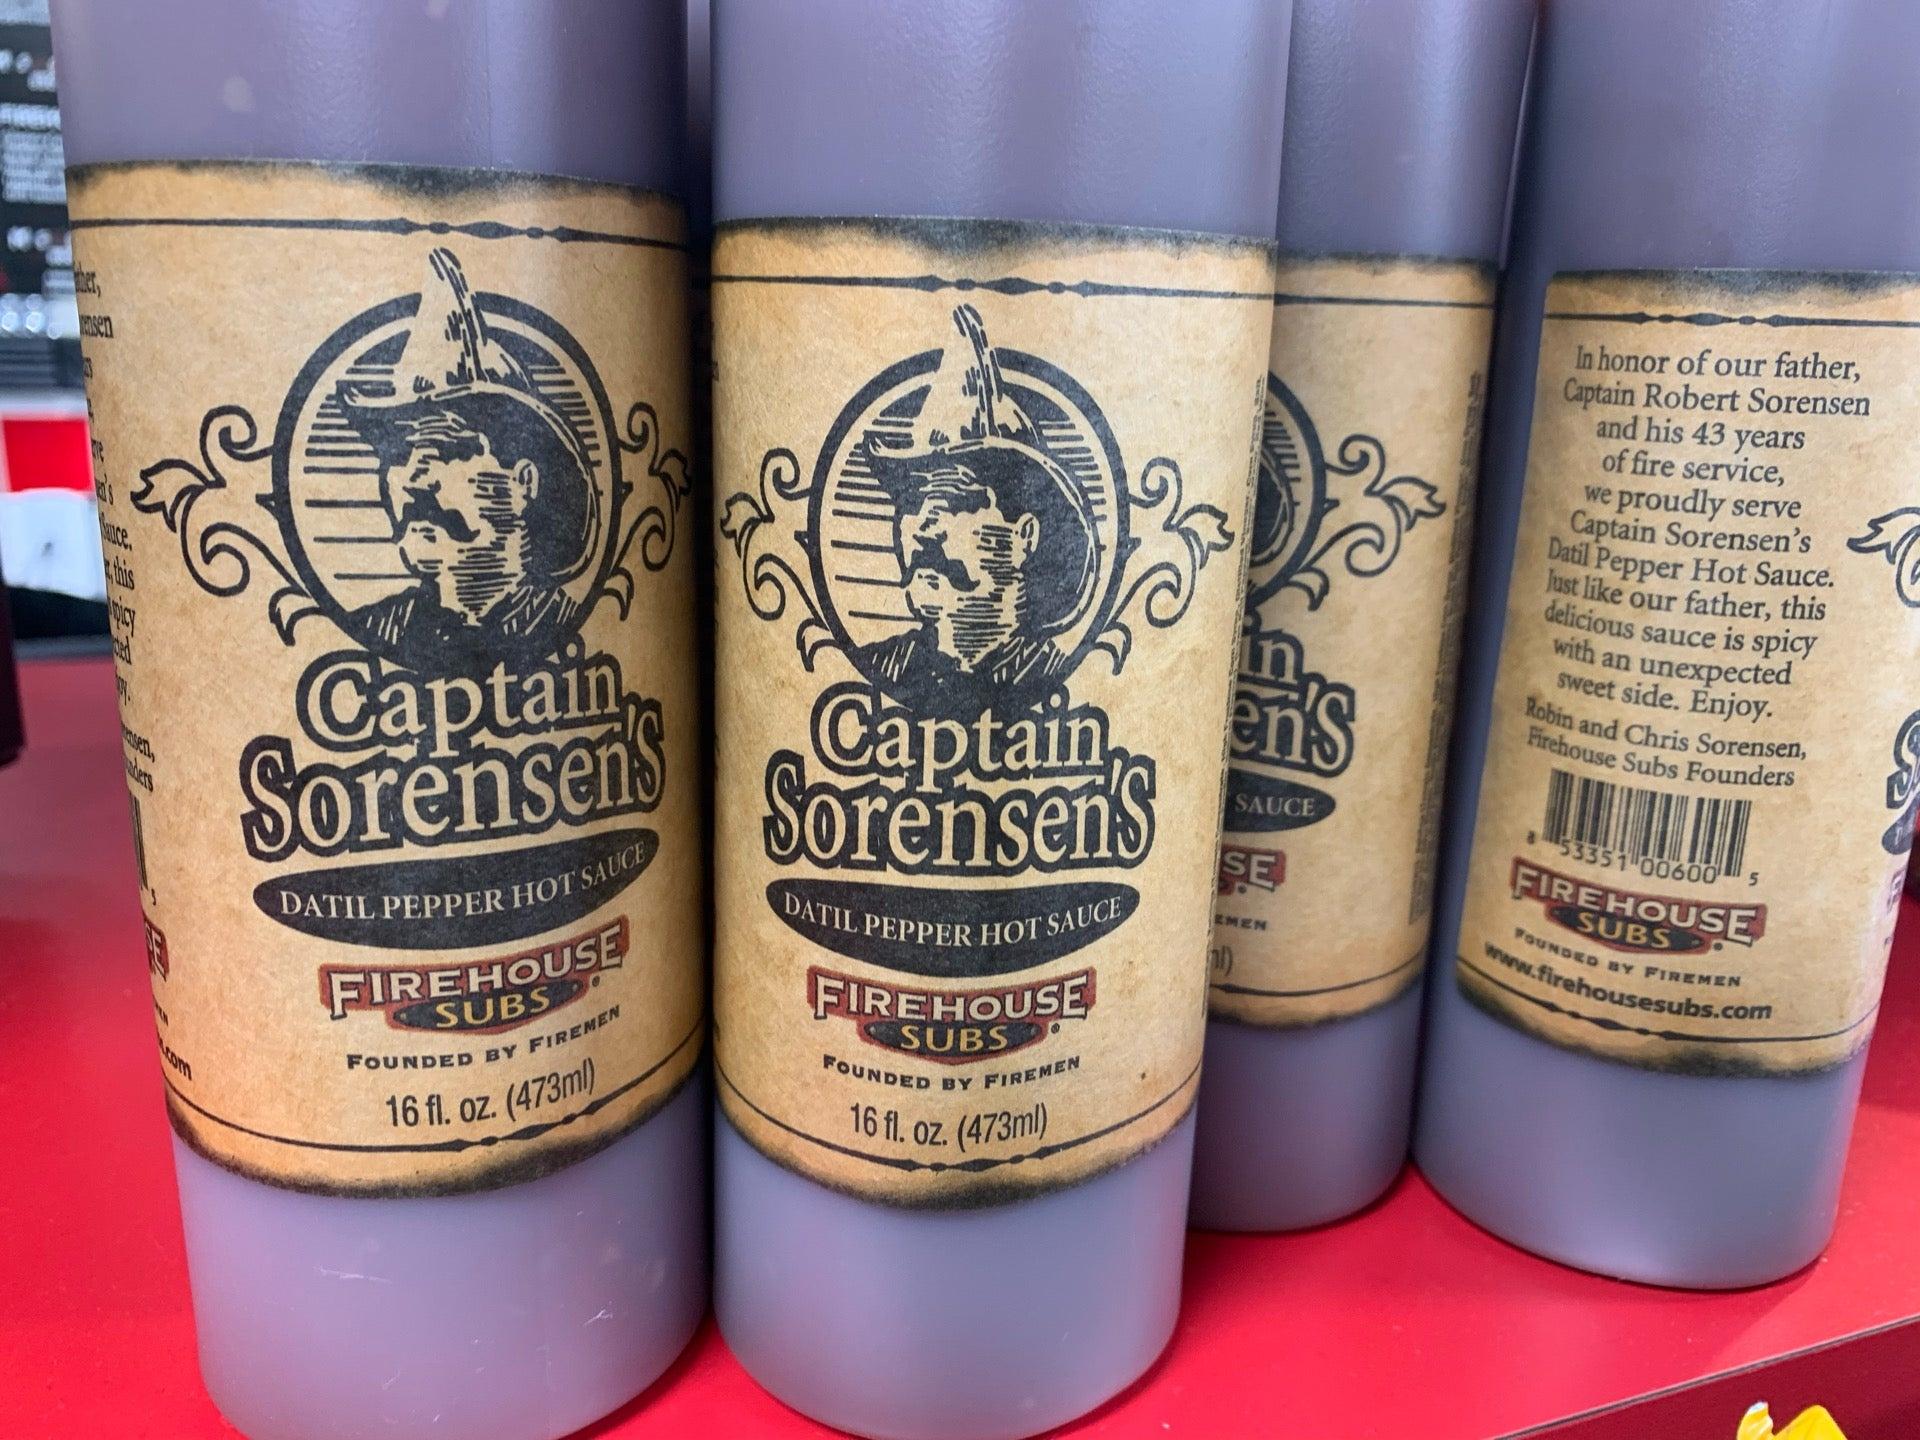 Captain
Sorensen's
DATIL PEPPER HOT SAUCE
FIREHOUSE
SUBS
FOUNDED BY FIREMEN
16 fl. oz. (473ml)
Captain
Sorensen's
DATIL PEPPER HOT SAUCE
FIREHOUSE
SUBS
FOUNDED BY FIREMEN
16 fl. oz. (473ml)
SAUCE
In honor of our father,
Captain Robert Sorensen
and his 43 years
of fire service,
we proudly serve
Captain Sorensen's
Datil Pepper Hot Sauce.
Just like our father, this
delicious sauce is spicy
with an unexpected
sweet side. Enjoy.
Robin and Chris Sorensen,
Firehouse Subs Founders
8 53351 00600 5
FIREHOUSE
SUBS
FOUNDED BY FIREMEN
www.firehousesubs.com